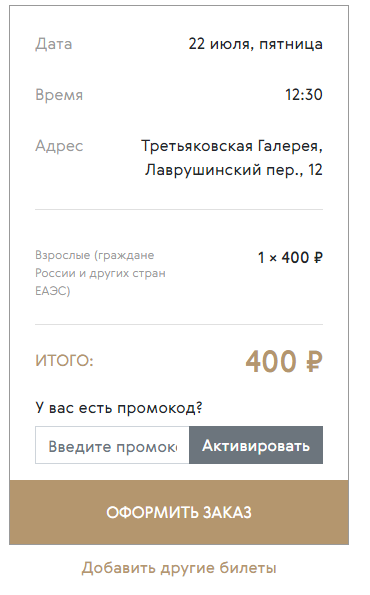 Дата 22 июля, пятница
Время 12:30
Адрес Третьяковская Галерея,
Лаврушинский пер., 12
Взрослые (граждане
России и других стран
ЕАЭС)
1 × 400 ₽
ИТОГО: 400 ₽
У вас есть промокод?
Введите промок Активировать
ОФОРМИТЬ ЗАКАЗ
Добавить другие билеты